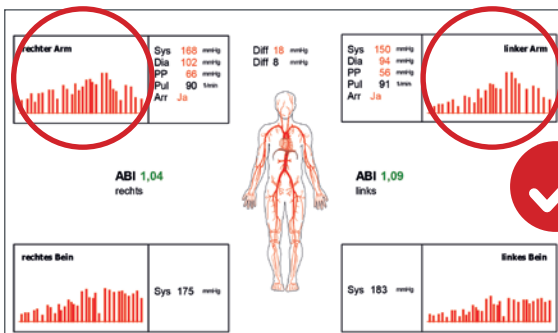 rechter Arm
Sys 168 mmHg
Dia 102 mmHg
PP 66 mmHg
Pul 90 1/min
Arr Ja
Diff 18 mmHg
Diff 8 mmHg
Sys 150 mmHg
Dia 94 mmHg
PP 56 mmHg
Pul 91 1/min
Arr Ja
linker Arm
ABI 1,04
rechts
ABI 1,09
links
rechtes Bein
Sys 175 mmHg
Sys 183 mmHg
linkes Bein